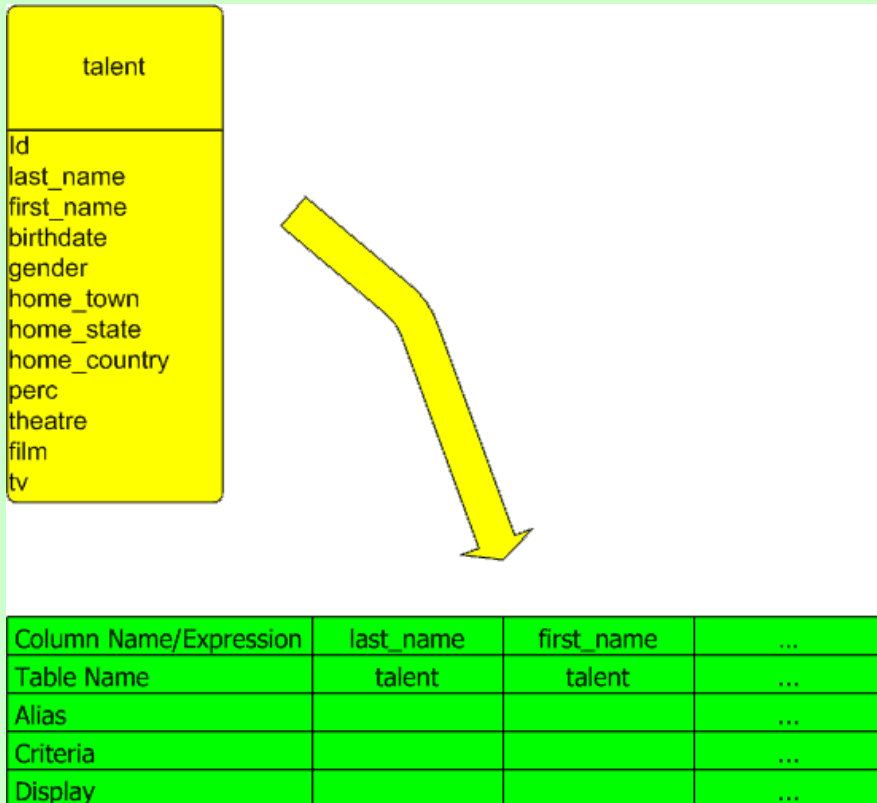 talent
Id
last_name
first_name
birthdate
gender
home_town
home_state
home_country
perc
theatre
film
tv
Column Name/Expression last_name first_name ...
Table Name talent talent ...
Alias ...
Criteria ...
Display ...